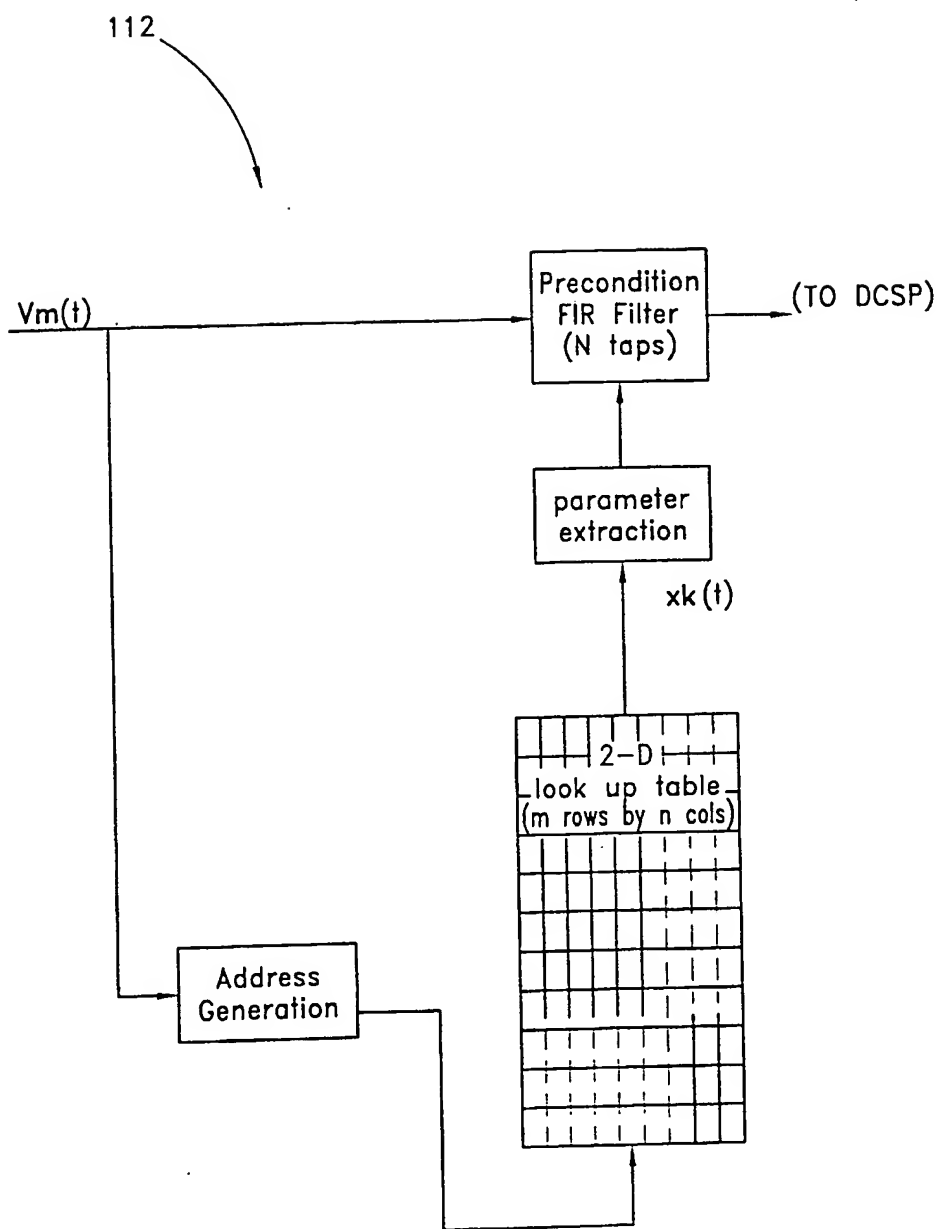 112
Vm(t)
Precondition
FIR Filter
(N taps)
(TO DCSP)
parameter
extraction
xk(t)
2-D
look up table
(m rows by n cols)
Address
Generation